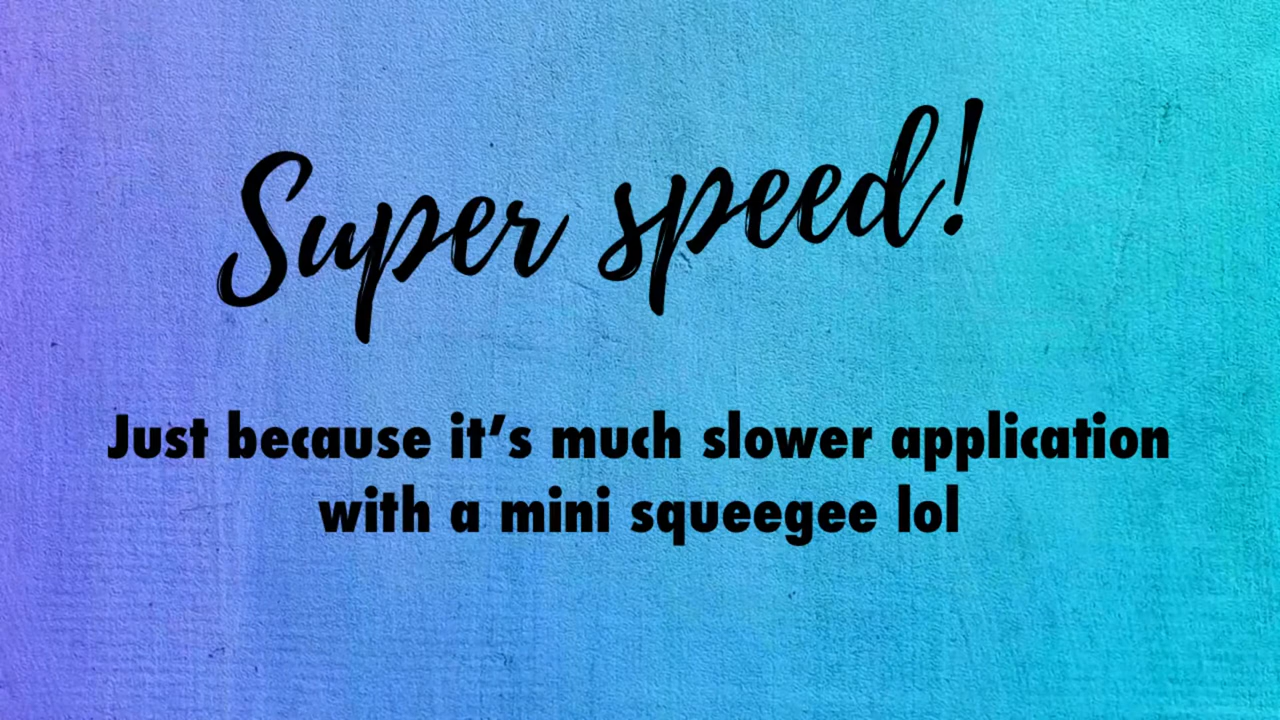 Super speed!
Just because it’s much slower application
with a mini squeegee lol